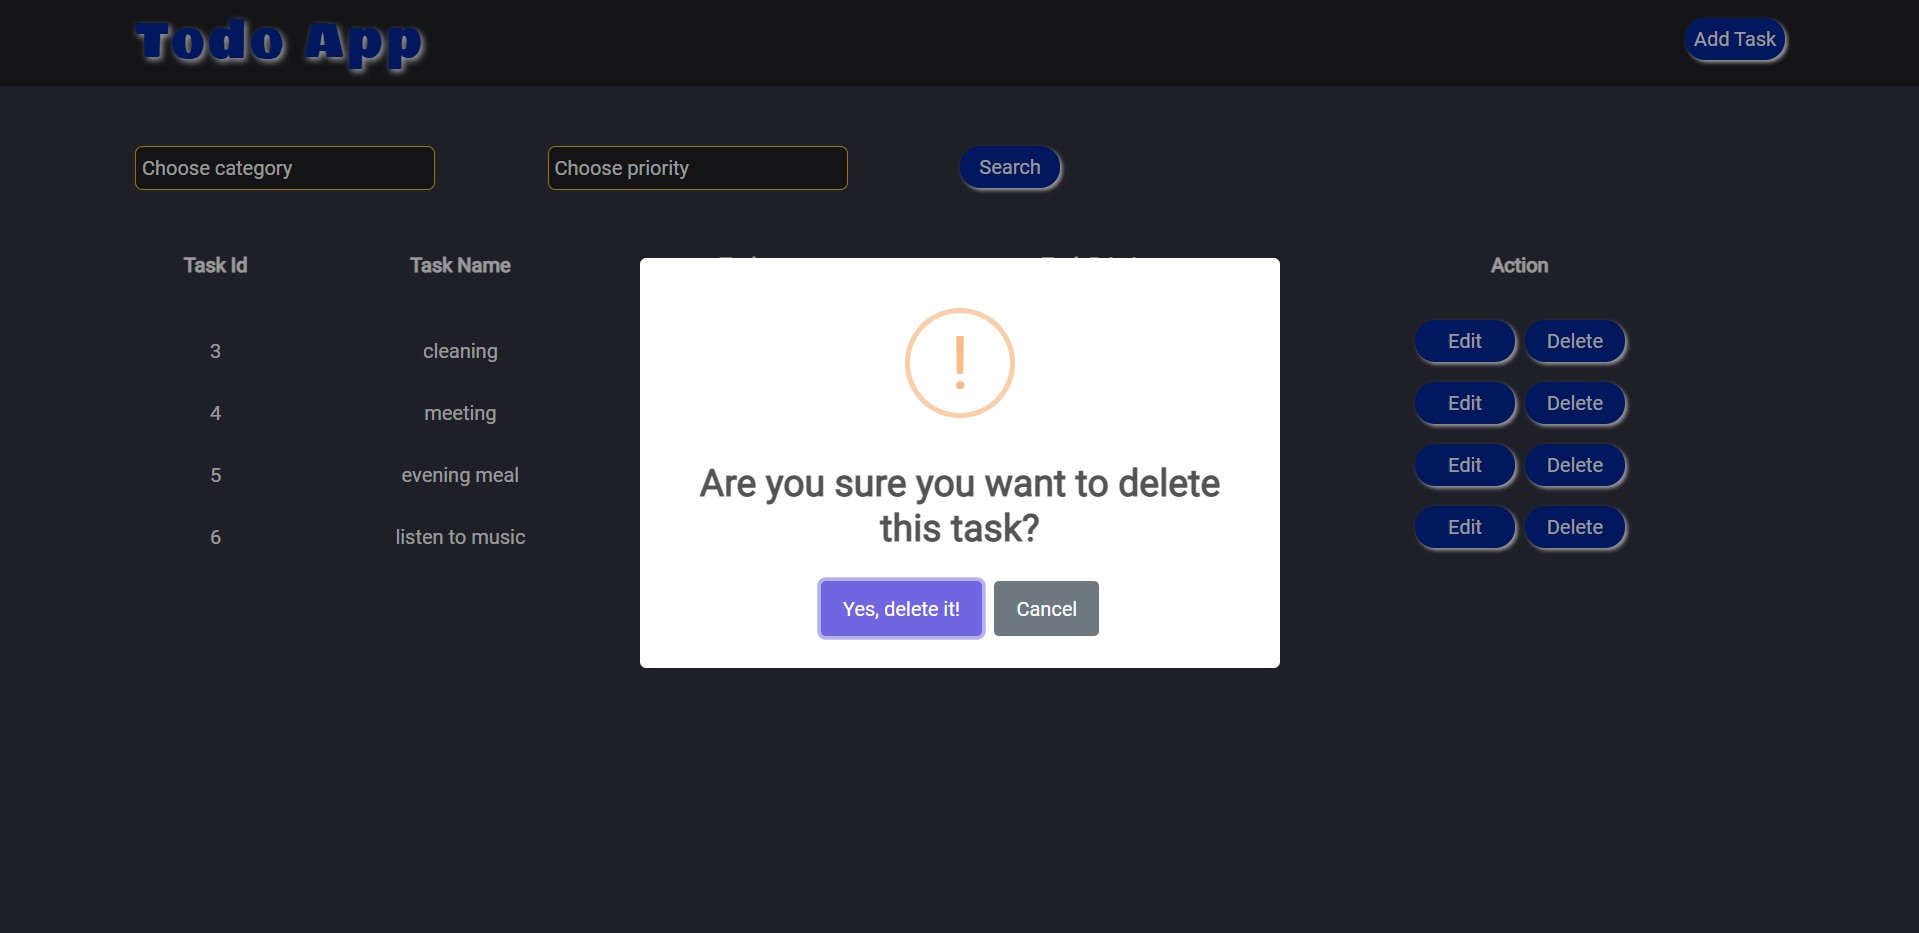 Todo App
Add Task
Choose category
Choose priority
Search
Task Id Task Name Action
3 cleaning Edit Delete
4 meeting Edit Delete
5 evening meal Edit Delete
6 listen to music Edit Delete
!
Are you sure you want to delete
this task?
Yes, delete it! Cancel